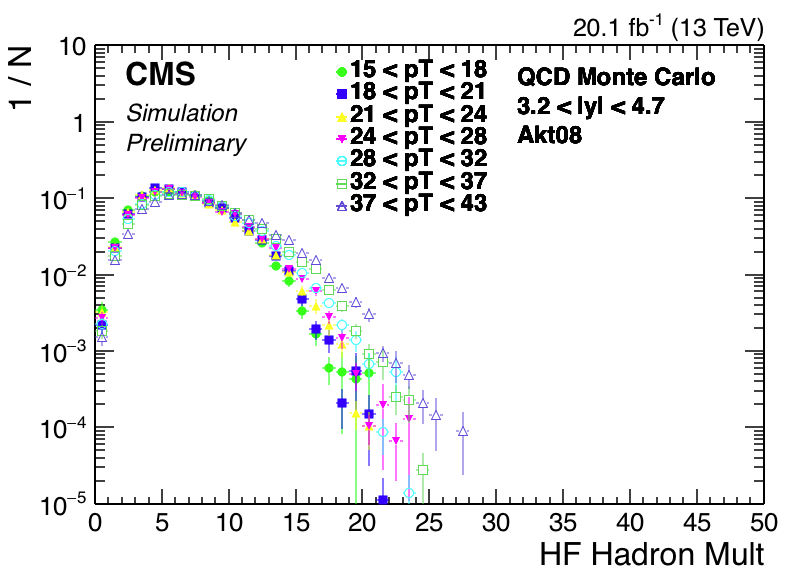 20.1 fb⁻¹ (13 TeV)
1 / N
10
1
10⁻¹
10⁻²
10⁻³
10⁻⁴
10⁻⁵
CMS
Simulation
Preliminary
15 < pT < 18
18 < pT < 21
21 < pT < 24
24 < pT < 28
28 < pT < 32
32 < pT < 37
37 < pT < 43
QCD Monte Carlo
3.2 < |y| < 4.7
Akt08
0 5 10 15 20 25 30 35 40 45 50
HF Hadron Mult